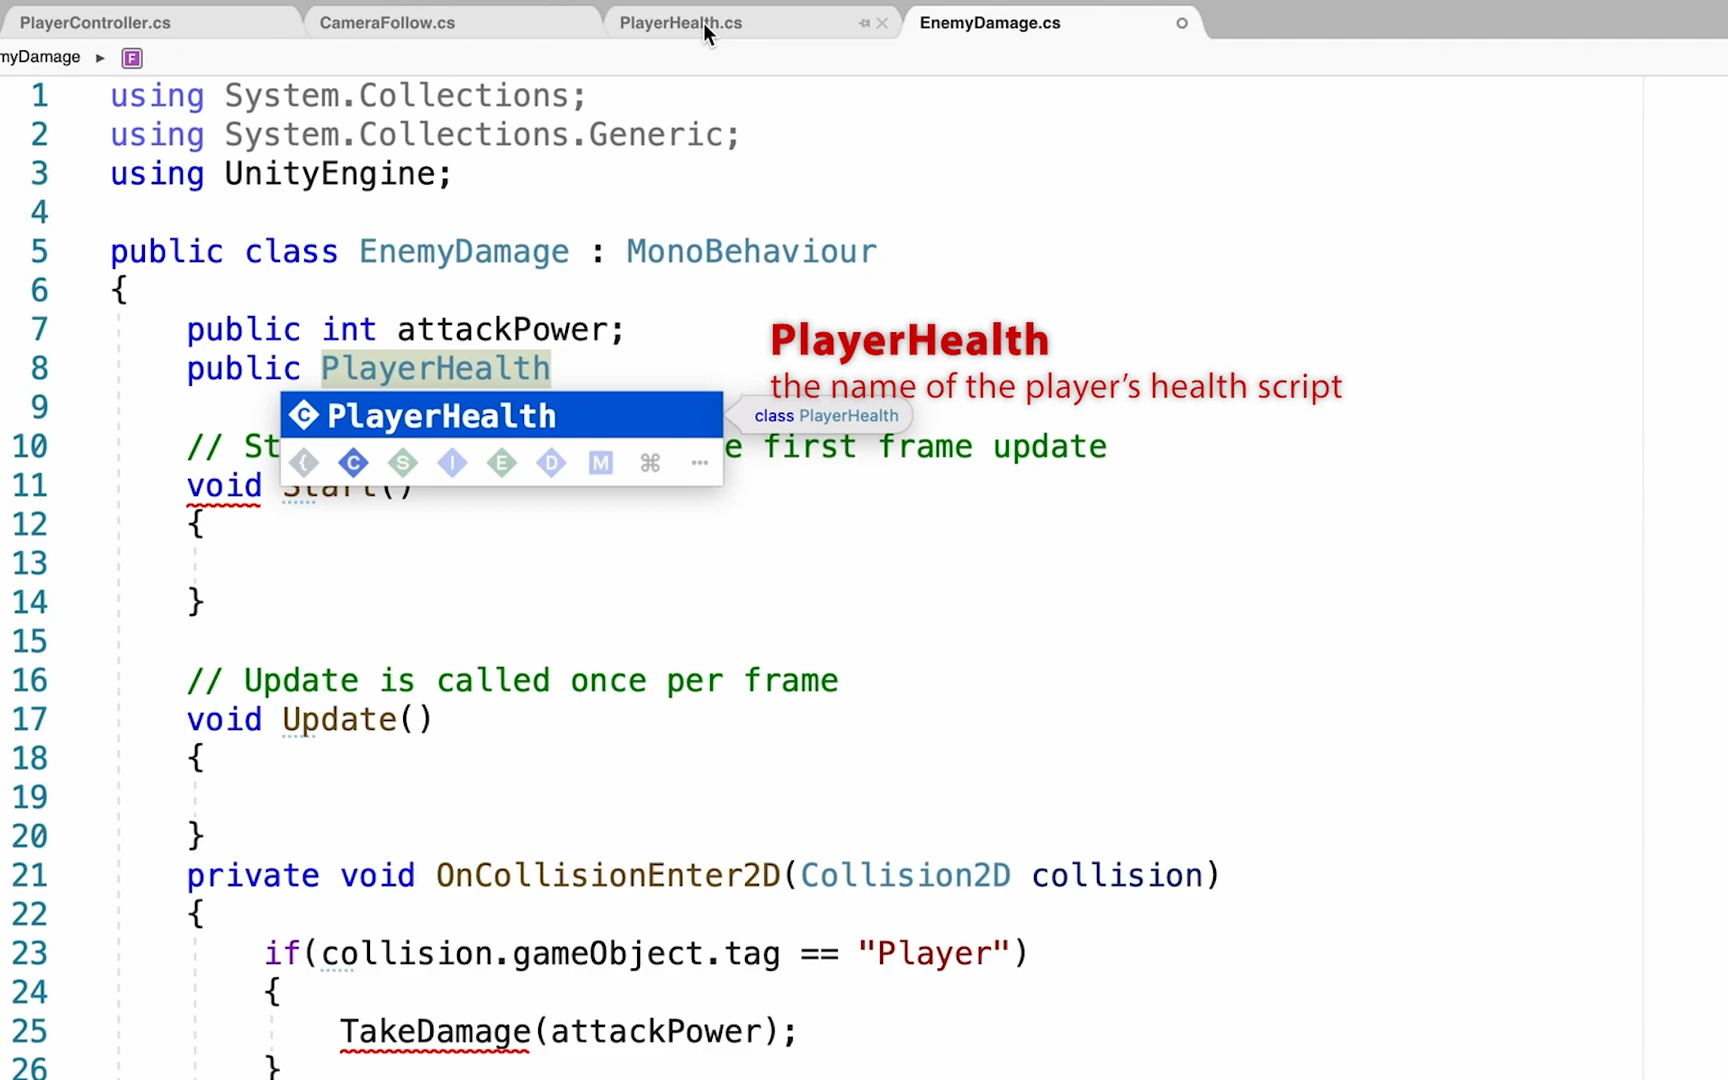 PlayerController.cs
CameraFollow.cs
PlayerHealth.cs
EnemyDamage.cs
myDamage
F
1 using System.Collections;
2 using System.Collections.Generic;
3 using UnityEngine;
4
5 public class EnemyDamage : MonoBehaviour
6 {
7 public int attackPower;
8 public PlayerHealth
PlayerHealth
the name of the player’s health script
9
C PlayerHealth
class PlayerHealth
10 // St e first frame update
{ C S I E D M ⌘ ...
11 void Start()
12 {
13
14 }
15
16 // Update is called once per frame
17 void Update()
18 {
19
20 }
21 private void OnCollisionEnter2D(Collision2D collision)
22 {
23 if(collision.gameObject.tag == "Player")
24 {
25 TakeDamage(attackPower);
26 }